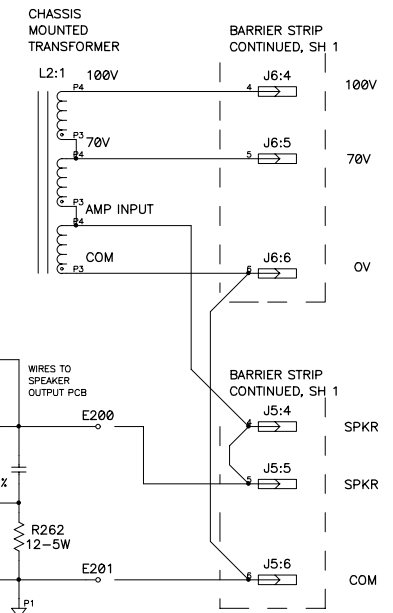 CHASSIS
MOUNTED
TRANSFORMER
BARRIER STRIP
CONTINUED, SH 1
L2:1
100V
P4
4
J6:4
100V
P3
70V
P4
5
J6:5
70V
P3
AMP INPUT
P4
COM
P3
6
J6:6
0V
WIRES TO
SPEAKER
OUTPUT PCB
BARRIER STRIP
CONTINUED, SH 1
E200
4
J5:4
SPKR
%
5
J5:5
SPKR
R262
12-5W
E201
6
J5:6
COM
P1